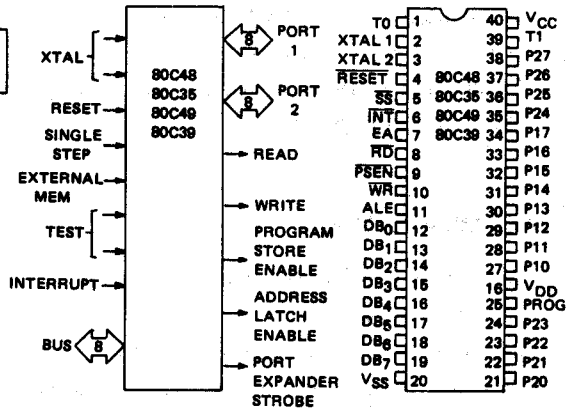 XTAL
RESET
SINGLE
STEP
EXTERNAL
MEM
TEST
INTERRUPT
BUS 8
80C48
80C35
80C49
80C39
8 PORT
1
8 PORT
2
READ
WRITE
PROGRAM
STORE
ENABLE
ADDRESS
LATCH
ENABLE
PORT
EXPANDER
STROBE
T0 1 40 VCC
XTAL 1 2 39 T1
XTAL 2 3 38 P27
RESET 4 80C48 37 P26
SS 5 80C35 36 P25
INT 6 80C49 35 P24
EA 7 80C39 34 P17
RD 8 33 P16
PSEN 9 32 P15
WR 10 31 P14
ALE 11 30 P13
DB0 12 29 P12
DB1 13 28 P11
DB2 14 27 P10
DB3 15 16 VDD
DB4 16 25 PROG
DB5 17 24 P23
DB6 18 23 P22
DB7 19 22 P21
VSS 20 21 P20